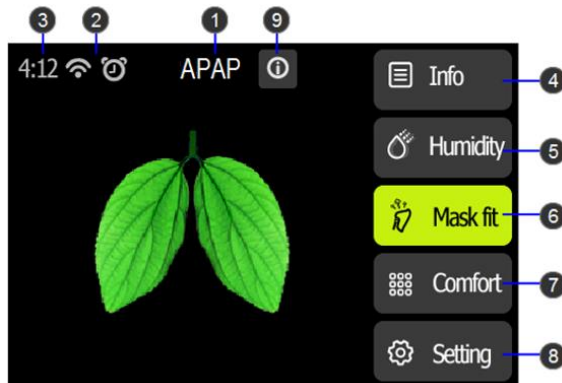 3 2 1 9
4:12 APAP
Info 4
Humidity 5
Mask fit 6
Comfort 7
Setting 8